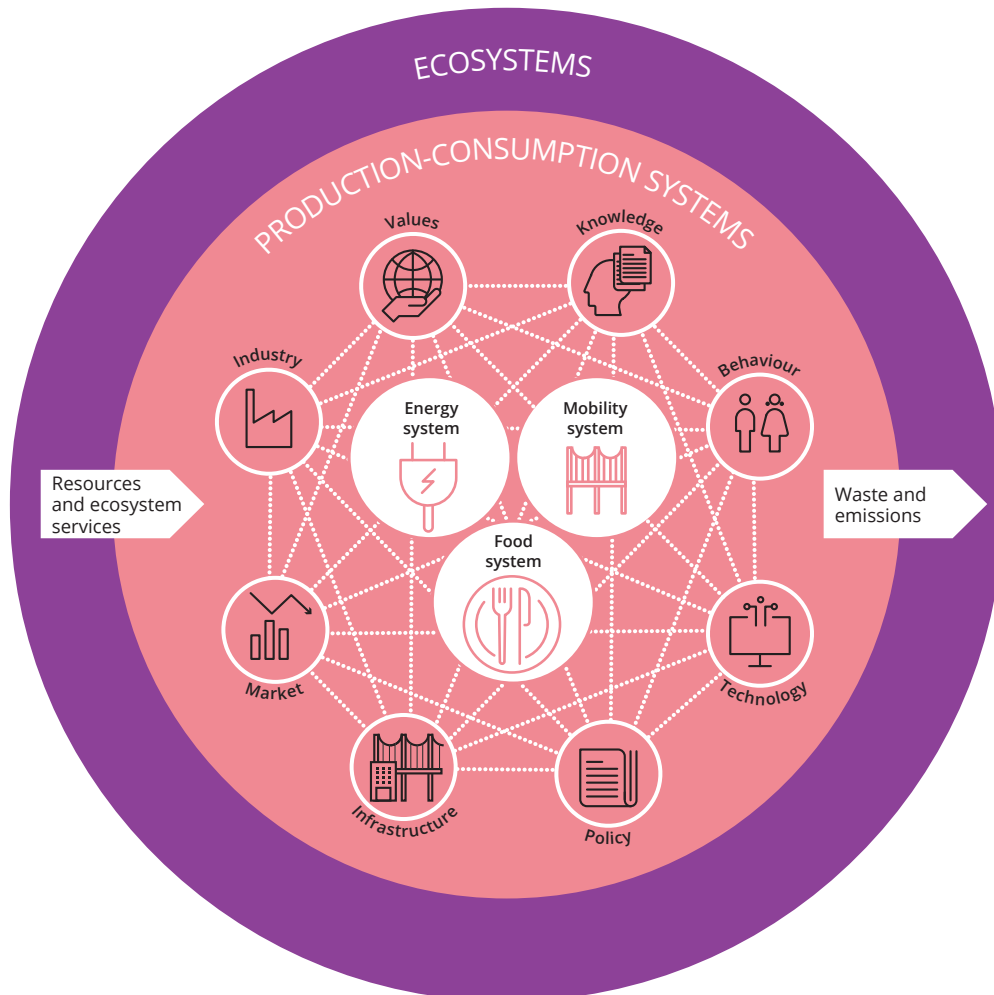 ECOSYSTEMS
PRODUCTION-CONSUMPTION SYSTEMS
Values
Knowledge
Industry
Behaviour
Energy
system
Mobility
system
Resources
and ecosystem
services
Waste and
emissions
Food
system
Market
Technology
Infrastructure
Policy